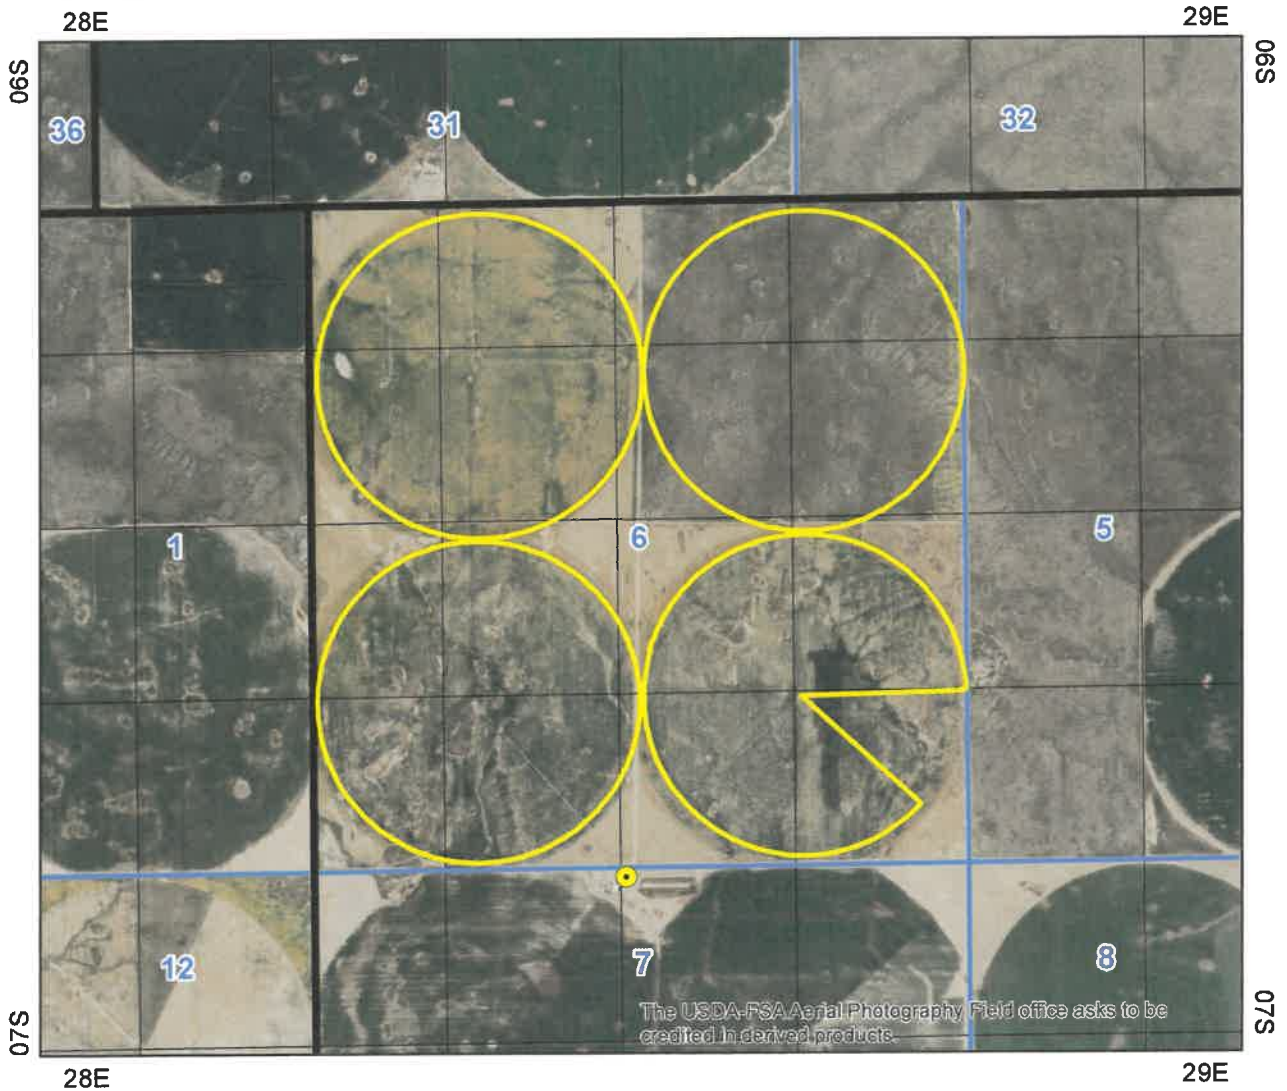 28E
29E
06S
06S
36
31
32
6
5
1
12
7
8
The USDA-FSA Aerial Photography Field office asks to be
credited in derived products.
07S
07S
28E
29E